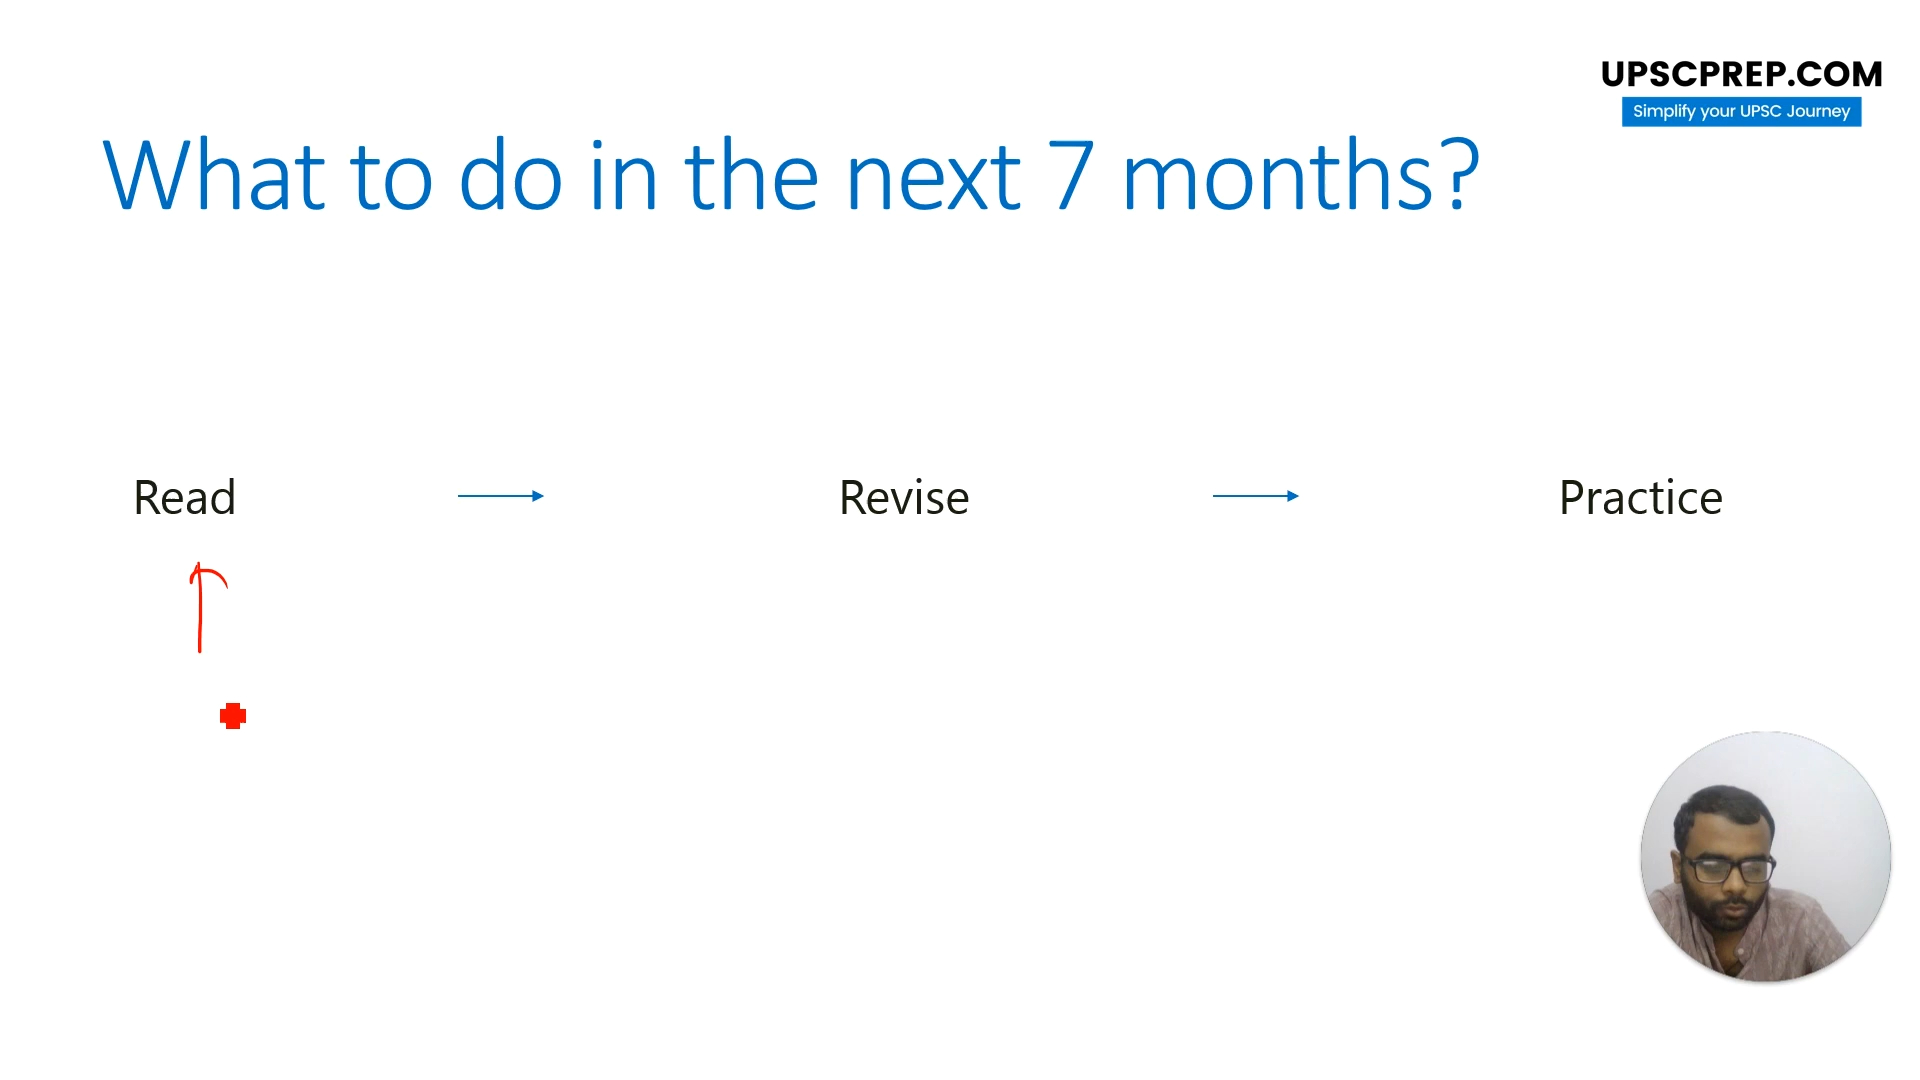 UPSCPREP.COM
Simplify your UPSC Journey
What to do in the next 7 months?
Read
Revise
Practice